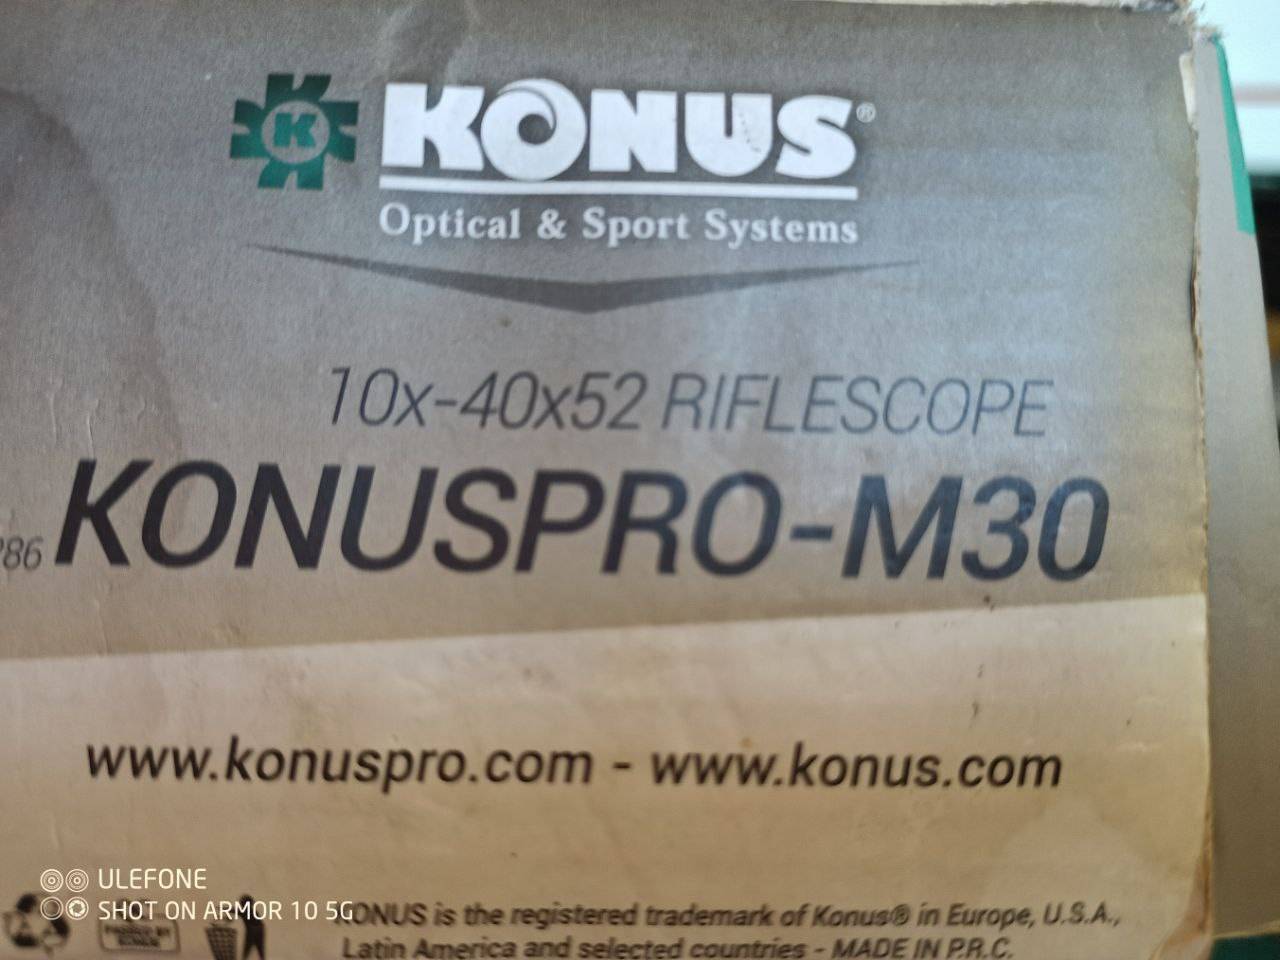 K
KONUS®
Optical & Sport Systems
10x-40x52 RIFLESCOPE
86 KONUSPRO-M30
www.konuspro.com - www.konus.com
ULEFONE
SHOT ON ARMOR 10 5G
KONUS is the registered trademark of Konus® in Europe, U.S.A.,
Latin America and selected countries - MADE IN P.R.C.